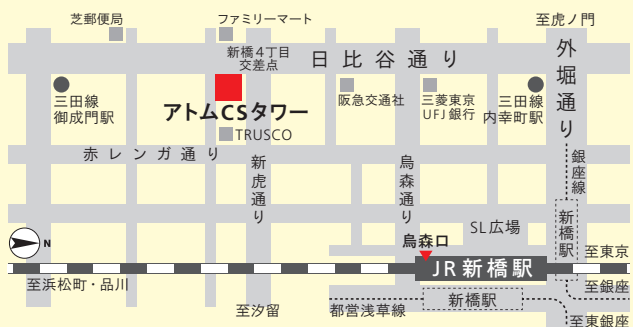 芝郵便局
ファミリーマート
至虎ノ門
新橋4丁目
交差点
日比谷通り
外堀通り
三田線
御成門駅
アトムCSタワー
阪急交通社
三菱東京
UFJ銀行
三田線
内幸町駅
TRUSCO
赤レンガ通り
新虎通り
烏森通り
銀座線
新橋駅
SL広場
烏森口
N
JR新橋駅
至東京
至浜松町・品川
至銀座
至汐留
都営浅草線
新橋駅
至東銀座